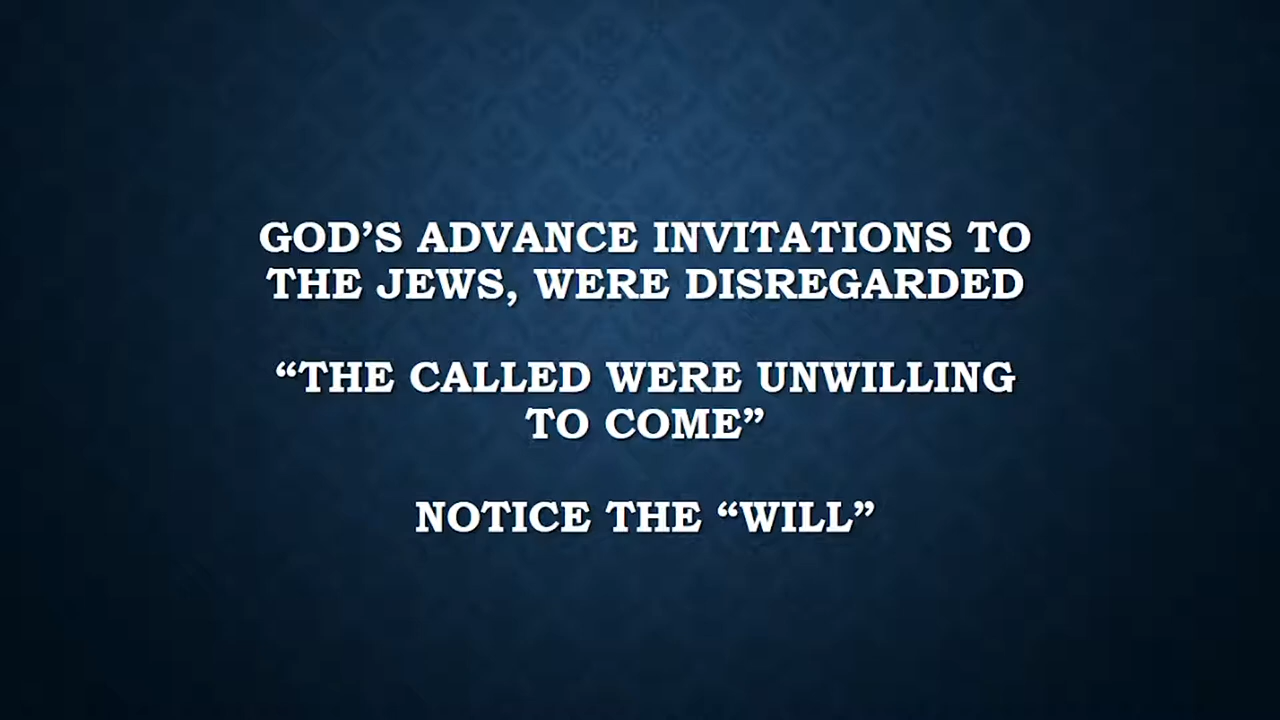 GOD’S ADVANCE INVITATIONS TO
THE JEWS, WERE DISREGARDED
“THE CALLED WERE UNWILLING
TO COME”
NOTICE THE “WILL”